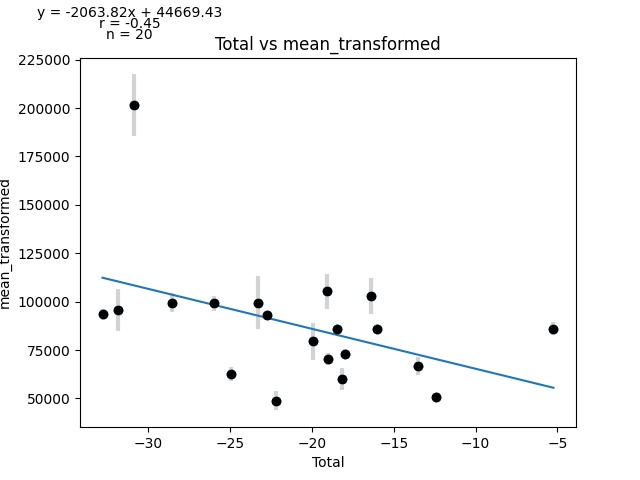 y = -2063.82x + 44669.43
r = -0.45
n = 20
Total vs mean_transformed
225000
200000
175000
150000
125000
100000
75000
50000
mean_transformed
−30
−25
−20
−15
−10
−5
Total